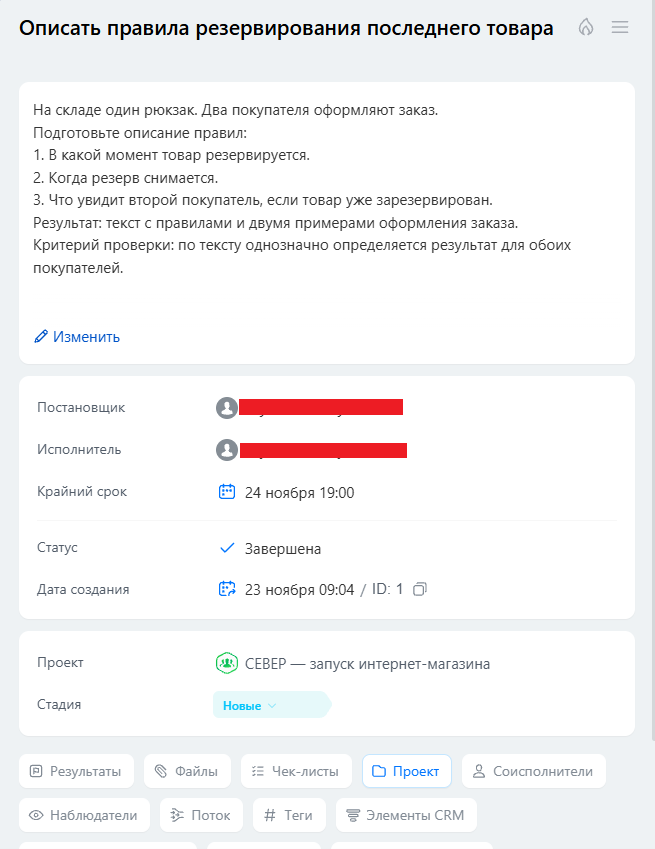 Описать правила резервирования последнего товара
На складе один рюкзак. Два покупателя оформляют заказ.
Подготовьте описание правил:
1. В какой момент товар резервируется.
2. Когда резерв снимается.
3. Что увидит второй покупатель, если товар уже зарезервирован.
Результат: текст с правилами и двумя примерами оформления заказа.
Критерий проверки: по тексту однозначно определяется результат для обоих
покупателей.
Изменить
Постановщик
Исполнитель
Крайний срок 24 ноября 19:00
Статус Завершена
Дата создания 23 ноября 09:04 / ID: 1
Проект СЕВЕР — запуск интернет-магазина
Стадия Новые
Результаты Файлы Чек-листы Проект Соисполнители
Наблюдатели Поток Теги Элементы CRM